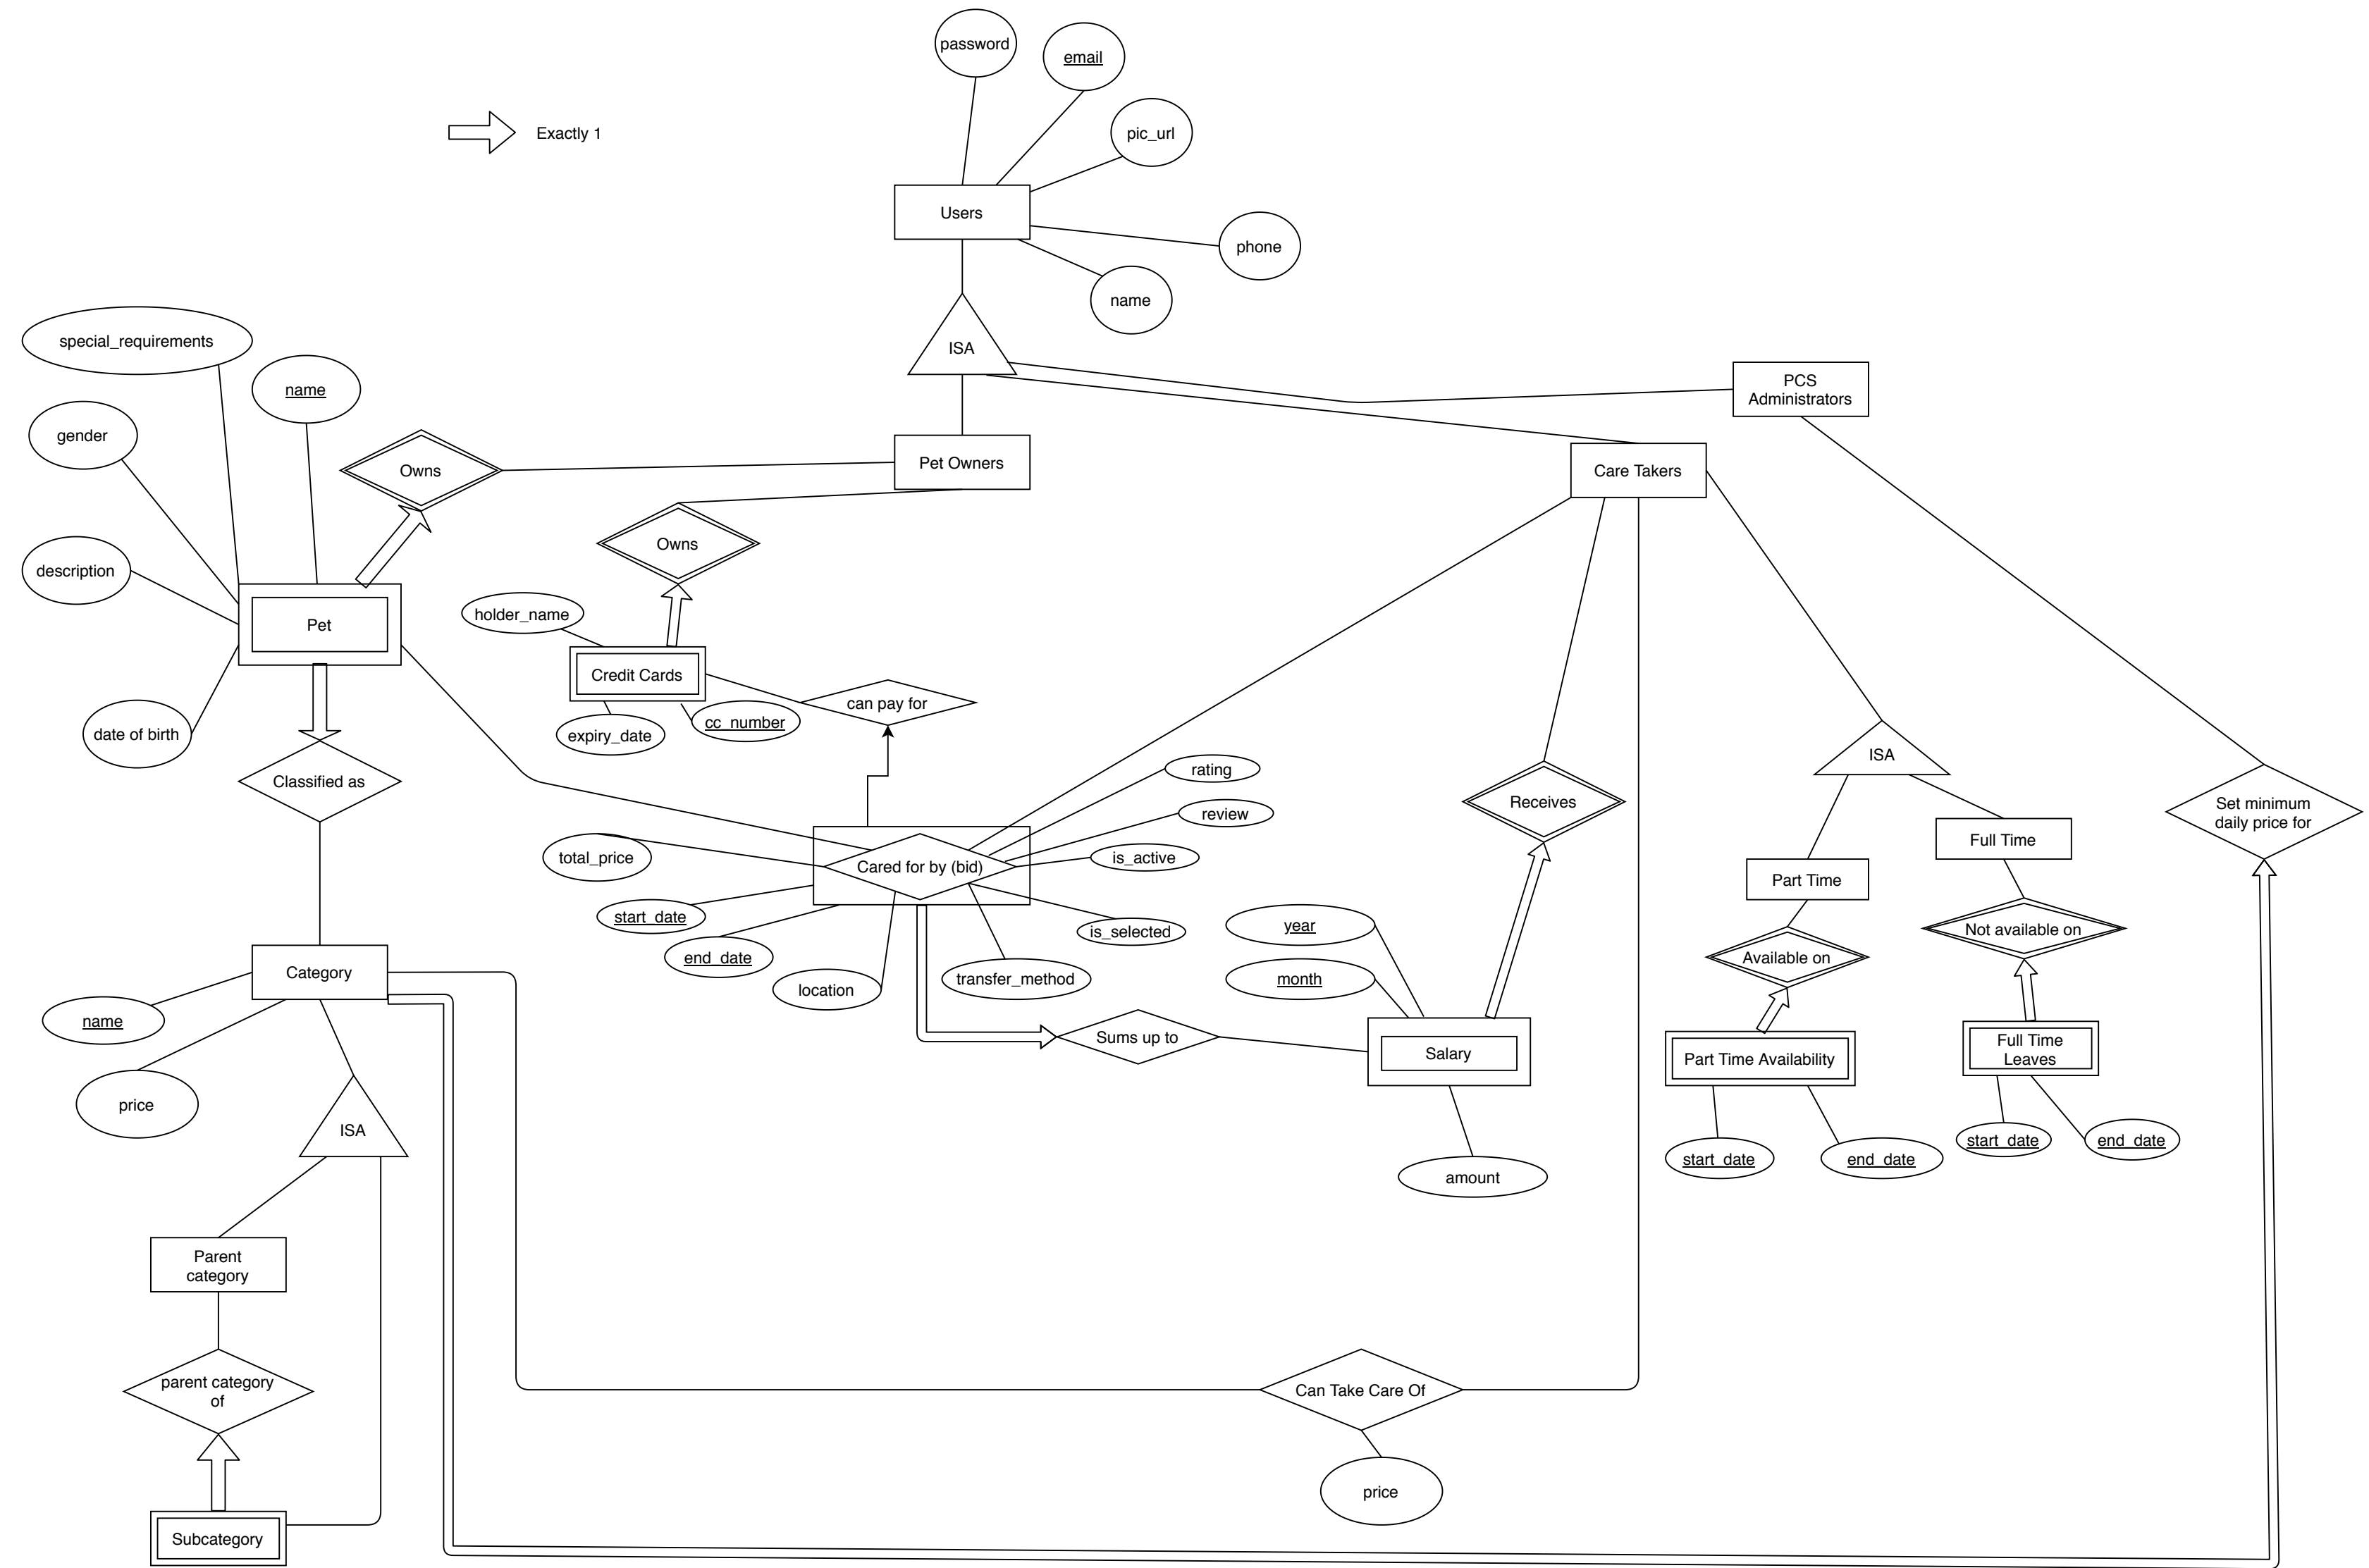 password
email
pic_url
Exactly 1
Users
phone
name
special_requirements
ISA
name
PCS
Administrators
gender
Owns
Pet Owners
Care Takers
Owns
description
holder_name
Pet
Credit Cards
can pay for
cc_number
expiry_date
date of birth
ISA
rating
Classified as
Receives
review
Set minimum
daily price for
Full Time
total_price
is_active
Cared for by (bid)
Part Time
start_date
year
is_selected
Not available on
end_date
Available on
Category
month
transfer_method
location
name
Sums up to
Salary
Full Time
Leaves
Part Time Availability
price
ISA
start_date
end_date
start_date
end_date
amount
Parent
category
parent category
of
Can Take Care Of
price
Subcategory